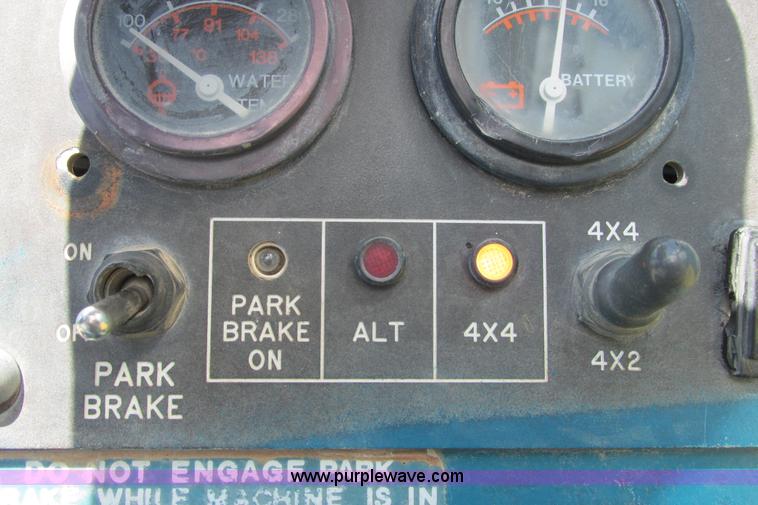 100 28
77 91 104
°C 138
WATER
16
BATTERY
ON
PARK
BRAKE
PARK
BRAKE
ON
ALT
4X4
4X4
4X2
DO NOT ENGAGE PARK
WHILE MACHINE IS IN
www.purplewave.com